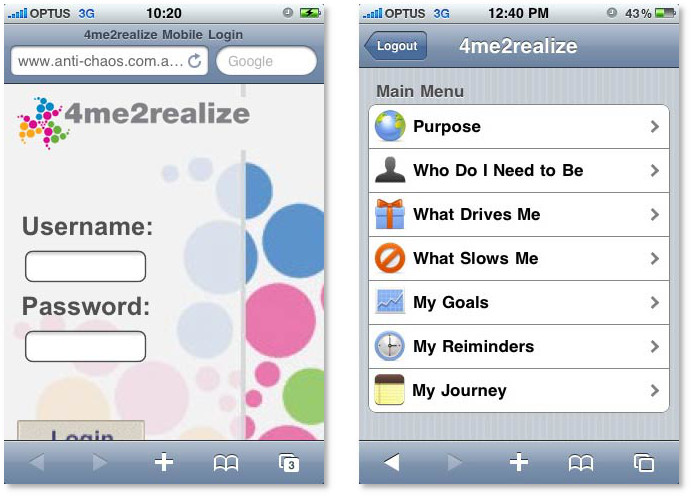 OPTUS 3G 10:20
4me2realize Mobile Login
www.anti-chaos.com.a... Google
4me2realize
Username:
Password:
Login
3
OPTUS 3G 12:40 PM 43%
Logout 4me2realize
Main Menu
Purpose
Who Do I Need to Be
What Drives Me
What Slows Me
My Goals
My Reiminders
My Journey